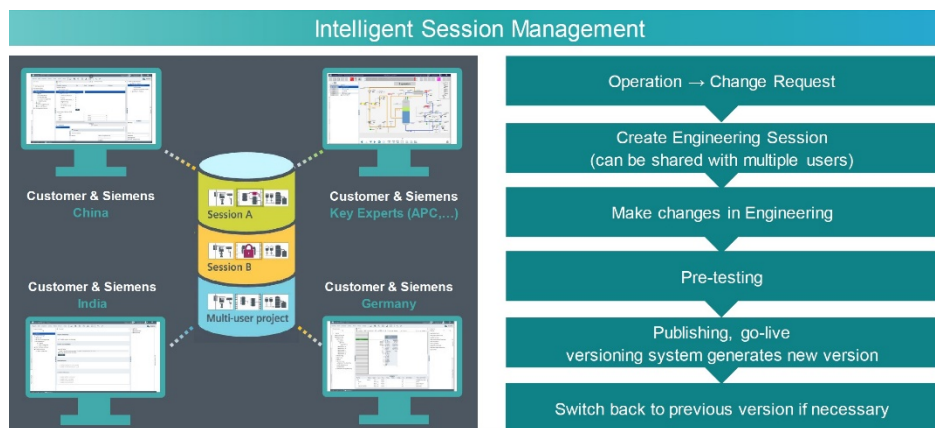 Intelligent Session Management
Customer & Siemens
China
Customer & Siemens
Key Experts (APC,...)
Session A
Session B
Multi-user project
Customer & Siemens
India
Customer & Siemens
Germany
Operation → Change Request
Create Engineering Session
(can be shared with multiple users)
Make changes in Engineering
Pre-testing
Publishing, go-live
versioning system generates new version
Switch back to previous version if necessary